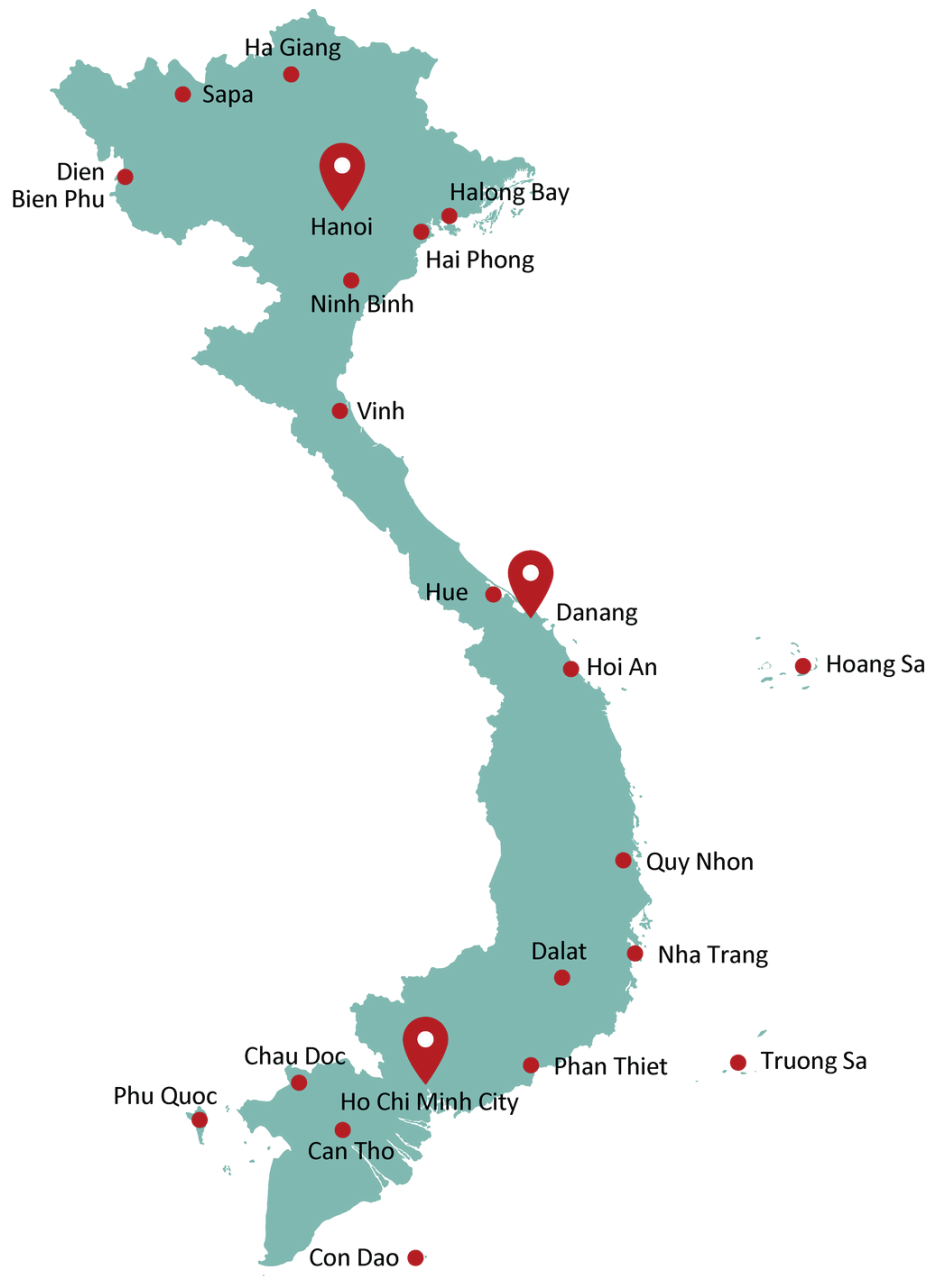 Ha Giang
Sapa
Dien
Bien Phu
Halong Bay
Hanoi
Hai Phong
Ninh Binh
Vinh
Hue
Danang
Hoi An
Hoang Sa
Quy Nhon
Dalat
Nha Trang
Chau Doc
Truong Sa
Phan Thiet
Phu Quoc
Ho Chi Minh City
Can Tho
Con Dao